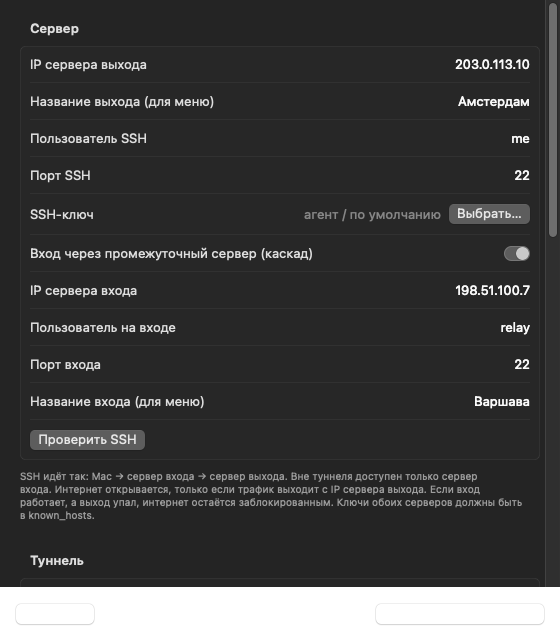 Сервер
IP сервера выхода 203.0.113.10
Название выхода (для меню) Амстердам
Пользователь SSH me
Порт SSH 22
SSH-ключ агент / по умолчанию Выбрать...
Вход через промежуточный сервер (каскад)
IP сервера входа 198.51.100.7
Пользователь на входе relay
Порт входа 22
Название входа (для меню) Варшава
Проверить SSH
SSH идёт так: Mac → сервер входа → сервер выхода. Вне туннеля доступен только сервер
входа. Интернет открывается, только если трафик выходит с IP сервера выхода. Если вход
работает, а выход упал, интернет остаётся заблокированным. Ключи обоих серверов должны быть
в known_hosts.
Туннель